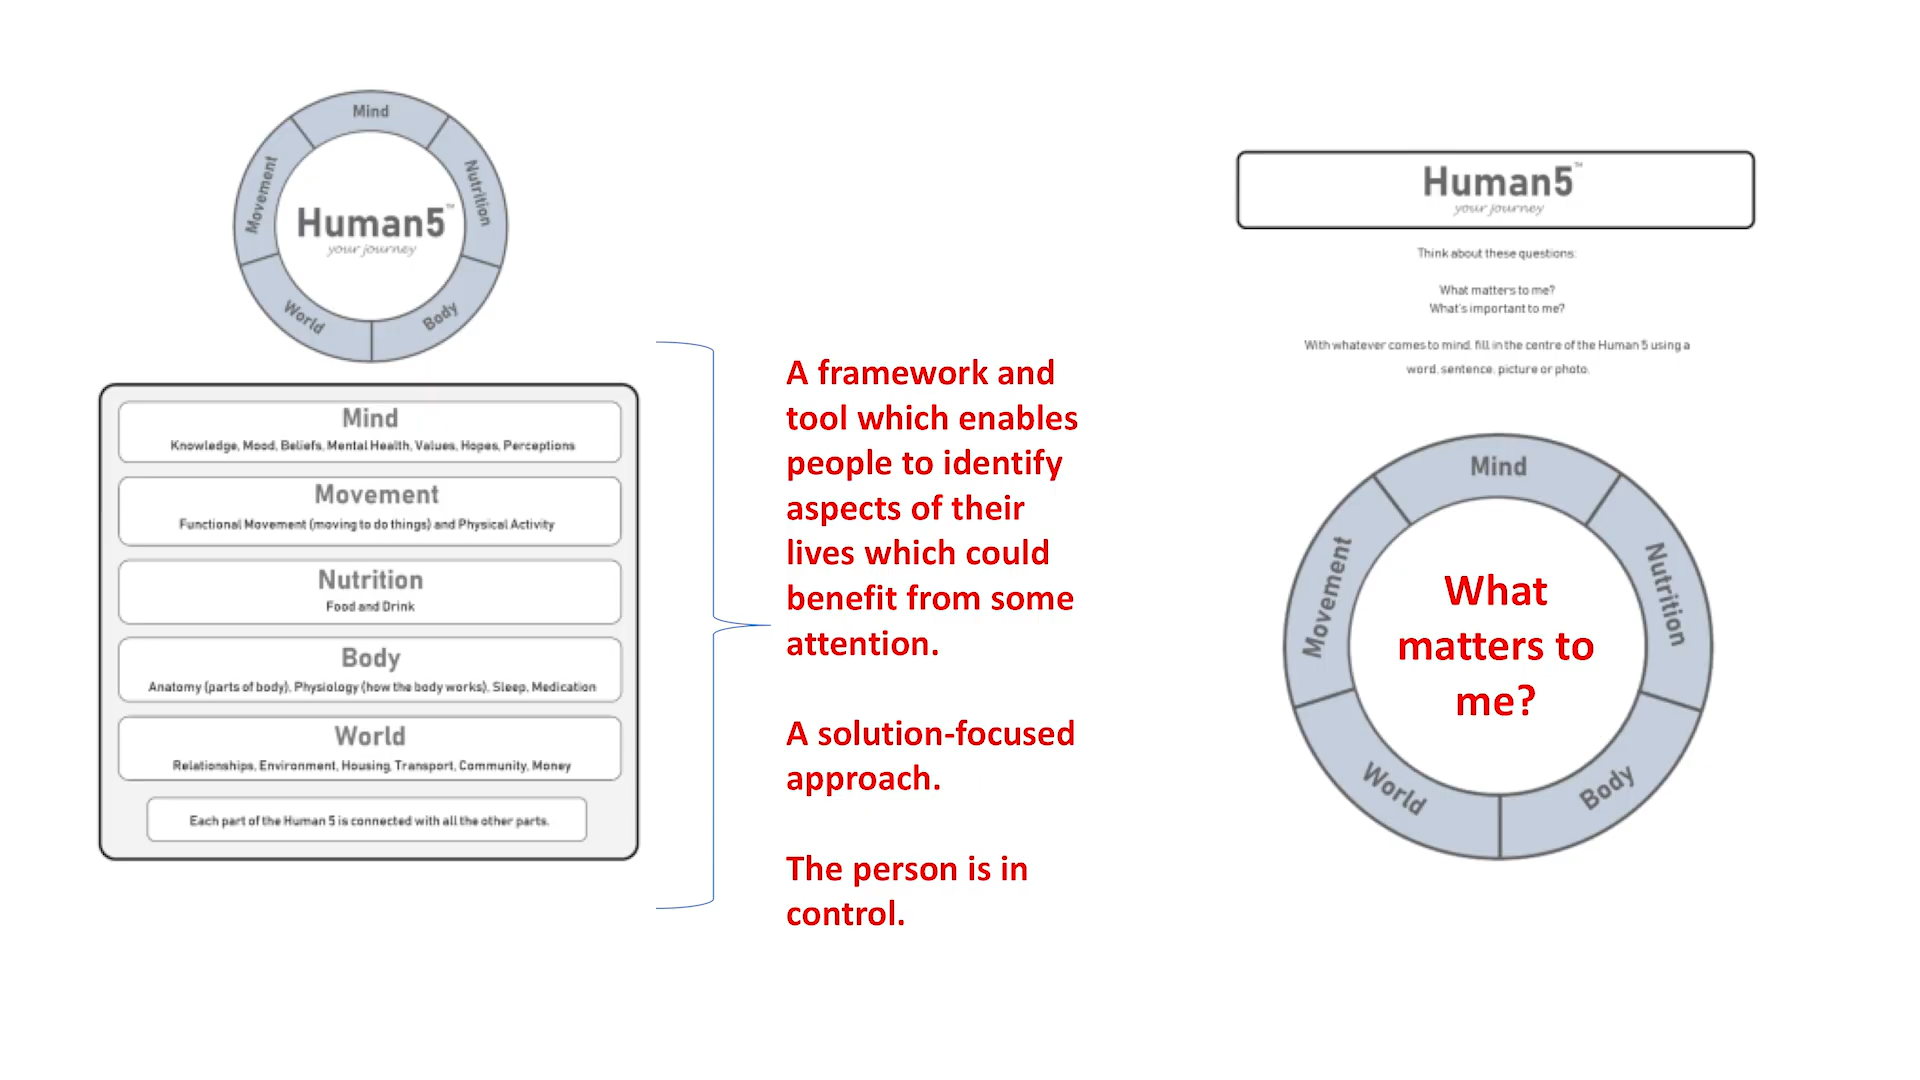 Mind
Nutrition
Movement
Human5™
your journey
World
Body
Mind
Knowledge, Mood, Beliefs, Mental Health, Values, Hopes, Perceptions
Movement
Functional Movement (moving to do things) and Physical Activity
Nutrition
Food and Drink
Body
Anatomy (parts of body), Physiology (how the body works), Sleep, Medication
World
Relationships, Environment, Housing, Transport, Community, Money
Each part of the Human 5 is connected with all the other parts.
A framework and
tool which enables
people to identify
aspects of their
lives which could
benefit from some
attention.
A solution-focused
approach.
The person is in
control.
Human5™
your journey
Think about these questions:
What matters to me?
What's important to me?
With whatever comes to mind, fill in the centre of the Human 5 using a
word, sentence, picture or photo.
Mind
Nutrition
Movement
What
matters to
me?
World
Body